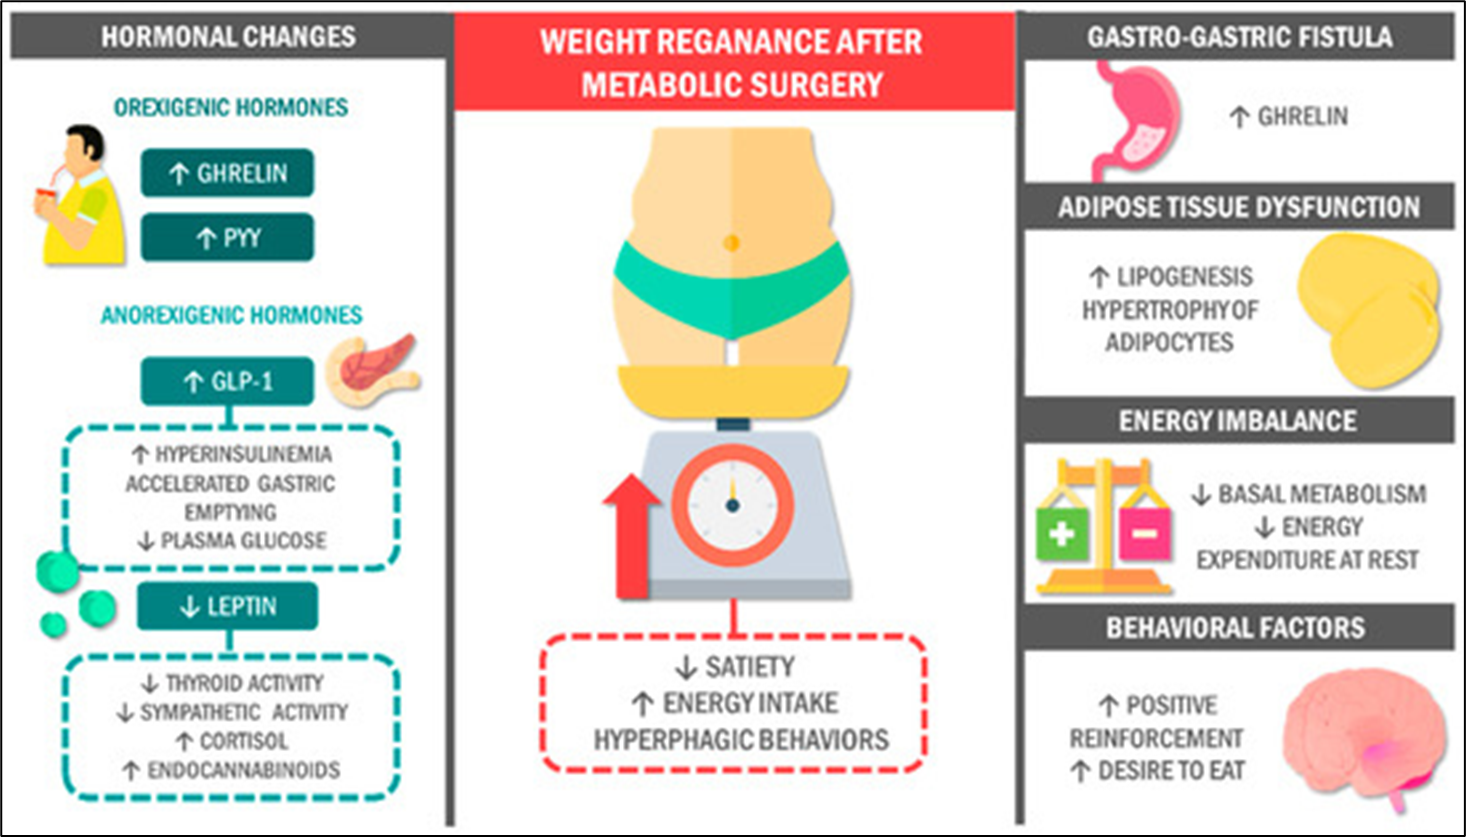 HORMONAL CHANGES
OREXIGENIC HORMONES
↑ GHRELIN
↑ PYY
ANOREXIGENIC HORMONES
↑ GLP-1
↑ HYPERINSULINEMIA
ACCELERATED GASTRIC
EMPTYING
↓ PLASMA GLUCOSE
↓ LEPTIN
↓ THYROID ACTIVITY
↓ SYMPATHETIC ACTIVITY
↑ CORTISOL
↑ ENDOCANNABINOIDS
WEIGHT REGANANCE AFTER
METABOLIC SURGERY
↓ SATIETY
↑ ENERGY INTAKE
HYPERPHAGIC BEHAVIORS
GASTRO-GASTRIC FISTULA
↑ GHRELIN
ADIPOSE TISSUE DYSFUNCTION
↑ LIPOGENESIS
HYPERTROPHY OF
ADIPOCYTES
ENERGY IMBALANCE
+ −
↓ BASAL METABOLISM
↓ ENERGY
EXPENDITURE AT REST
BEHAVIORAL FACTORS
↑ POSITIVE
REINFORCEMENT
↑ DESIRE TO EAT